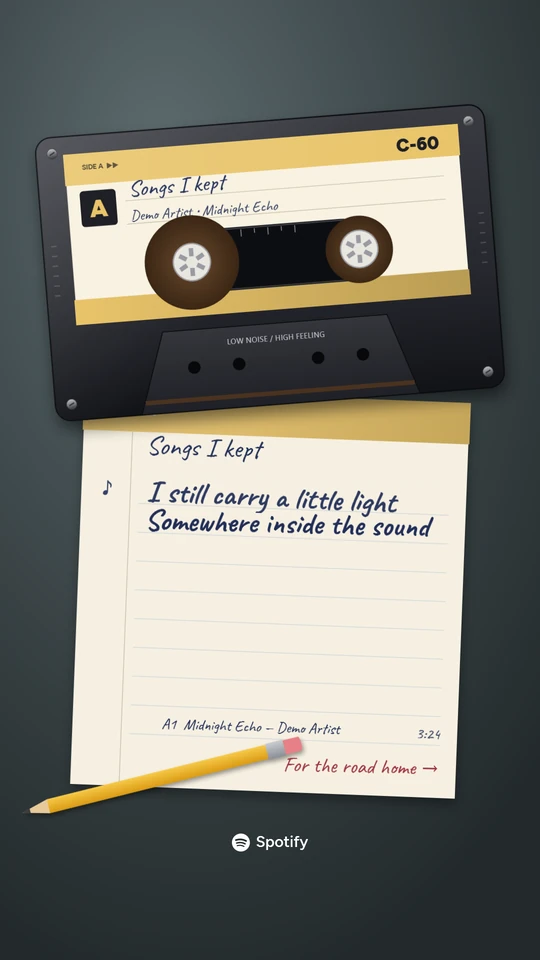 SIDE A ▶▶
C-60
A
Songs I kept
Demo Artist · Midnight Echo
LOW NOISE / HIGH FEELING
Songs I kept
♪
I still carry a little light
Somewhere inside the sound
A1 Midnight Echo – Demo Artist
3:24
For the road home →
Spotify